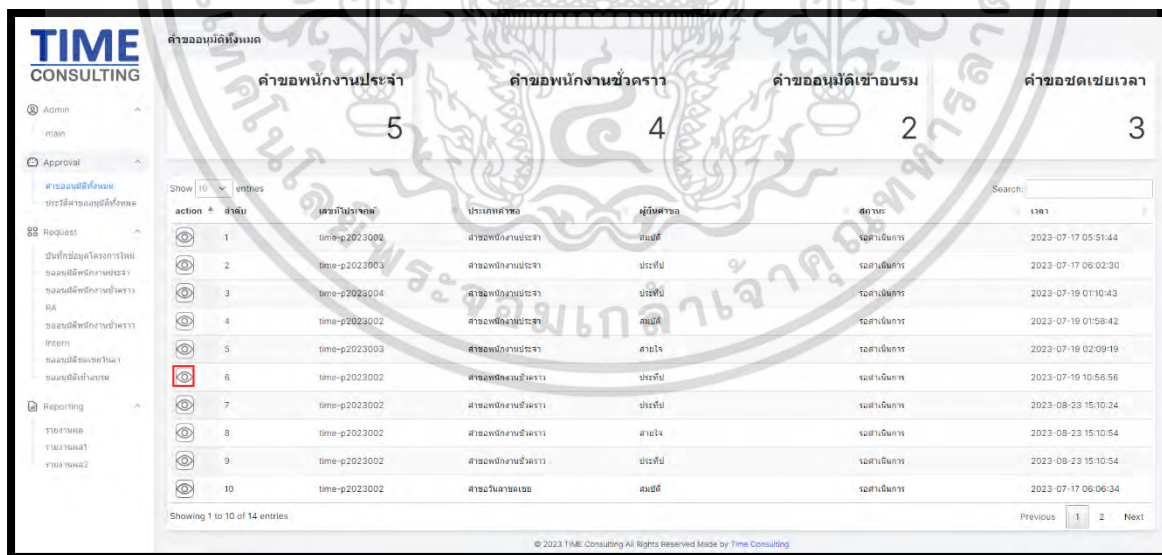 TIME
CONSULTING
Admin
main
Approval
คำขออนุมัติทั้งหมด
ประวัติคำขออนุมัติทั้งหมด
Request
บันทึกข้อมูลโครงการใหม่
ขออนุมัติพนักงานประจำ
ขออนุมัติพนักงานชั่วคราว
RA
ขออนุมัติพนักงานชั่วคราว
Intern
ขออนุมัติชดเชยวันลา
ขออนุมัติเข้าอบรม
Reporting
รายงานผล
รายงานผล1
รายงานผล2
คำขออนุมัติทั้งหมด
คำขอพนักงานประจำ คำขอพนักงานชั่วคราว คำขออนุมัติเข้าอบรม คำขอชดเชยเวลา
5 4 2 3
Show 10 entries Search:
action ลำดับ เลขที่โปรเจกต์ ประเภทคำขอ ผู้ยื่นคำขอ สถานะ เวลา
1 time-p2023002 คำขอพนักงานประจำ สมบัติ รอดำเนินการ 2023-07-17 05:51:44
2 time-p2023003 คำขอพนักงานประจำ ประทีป รอดำเนินการ 2023-07-17 06:02:30
3 time-p2023004 คำขอพนักงานประจำ ประทีป รอดำเนินการ 2023-07-19 01:10:43
4 time-p2023002 คำขอพนักงานประจำ สมบัติ รอดำเนินการ 2023-07-19 01:58:42
5 time-p2023003 คำขอพนักงานประจำ สายใจ รอดำเนินการ 2023-07-19 02:09:19
6 time-p2023002 คำขอพนักงานชั่วคราว ประทีป รอดำเนินการ 2023-07-19 10:56:56
7 time-p2023002 คำขอพนักงานชั่วคราว ประทีป รอดำเนินการ 2023-08-23 15:10:24
8 time-p2023002 คำขอพนักงานชั่วคราว สายใจ รอดำเนินการ 2023-08-23 15:10:54
9 time-p2023002 คำขอพนักงานชั่วคราว ประทีป รอดำเนินการ 2023-08-23 15:10:54
10 time-p2023002 คำขอวันลาชดเชย สมบัติ รอดำเนินการ 2023-07-17 06:06:34
Showing 1 to 10 of 14 entries Previous 1 2 Next
© 2023 TIME Consulting All Rights Reserved Made by Time Consulting